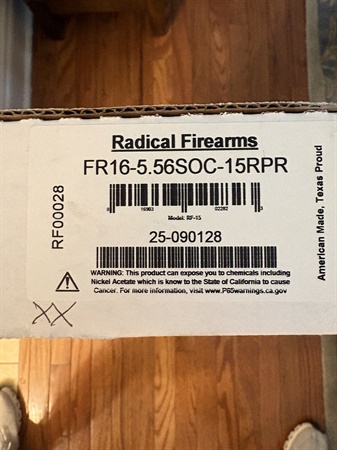 Radical Firearms
FR16-5.56SOC-15RPR
Model: RF-15
25-090128
WARNING: This product can expose you to chemicals including
Nickel Acetate which is know to the State of California to cause
Cancer. For more information, visit www.P65warnings.ca.gov
RF00028
American Made, Texas Proud
XX